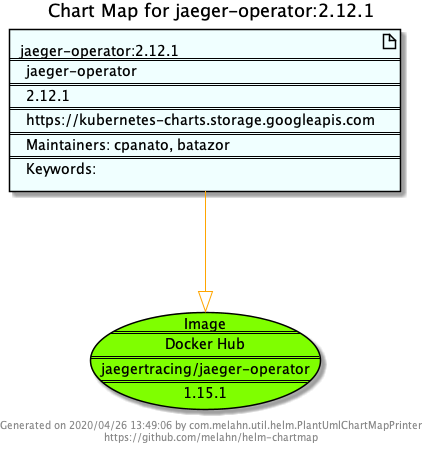 Chart Map for jaeger-operator:2.12.1
jaeger-operator:2.12.1
jaeger-operator
2.12.1
https://kubernetes-charts.storage.googleapis.com
Maintainers: cpanato, batazor
Keywords:
Image
Docker Hub
jaegertracing/jaeger-operator
1.15.1
Generated on 2020/04/26 13:49:06 by com.melahn.util.helm.PlantUmlChartMapPrinter
https://github.com/melahn/helm-chartmap